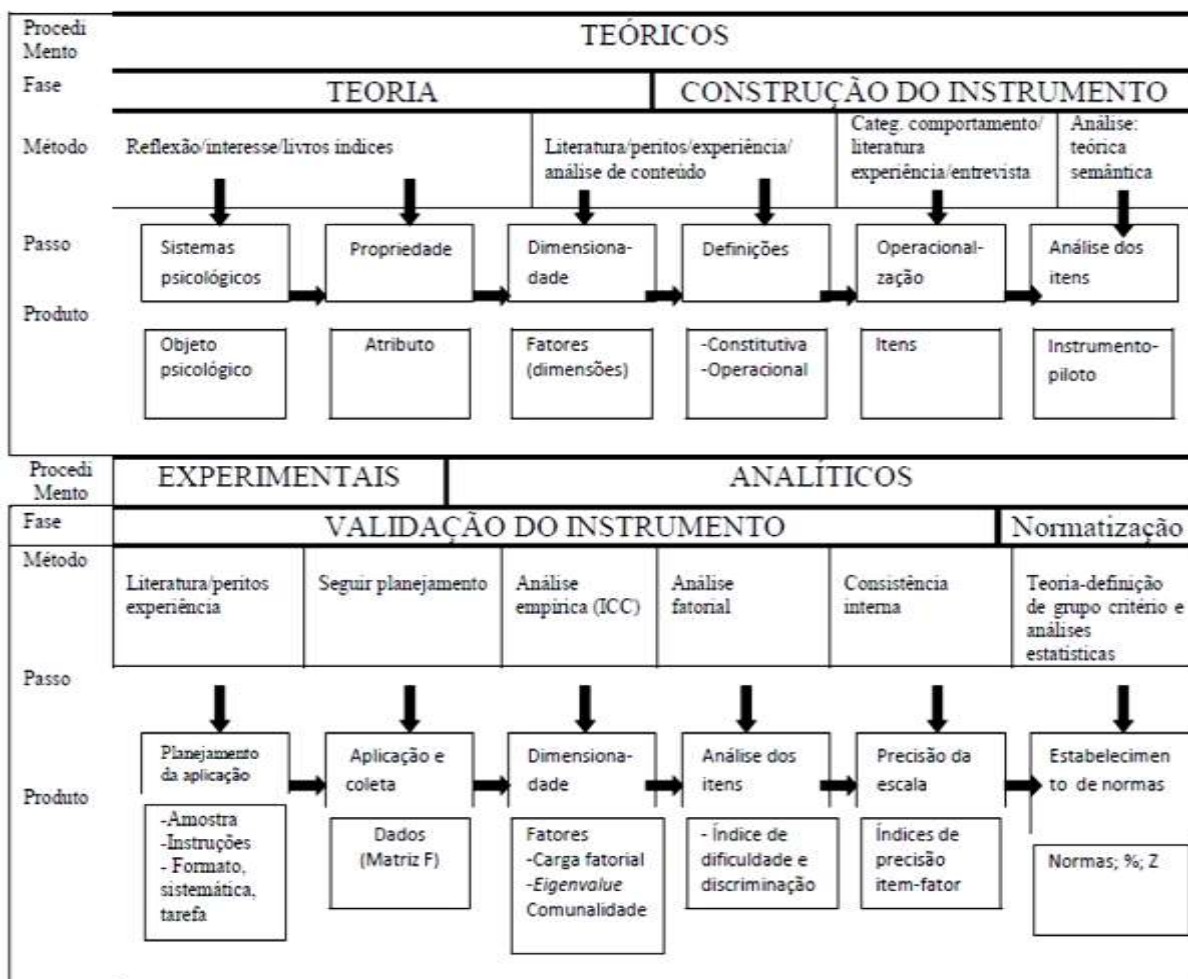 Procedi
Mento
TEÓRICOS
Fase
TEORIA
CONSTRUÇÃO DO INSTRUMENTO
Método
Reflexão/interesse/livros índices
Literatura/peritos/experiência/
análise de conteúdo
Categ. comportamento/
literatura
experiência/entrevista
Análise:
teórica
semântica
Passo
Sistemas
psicológicos
Propriedade
Dimensiona-
dade
Definições
Operacional-
zação
Análise dos
itens
Produto
Objeto
psicológico
Atributo
Fatores
(dimensões)
-Constitutiva
-Operacional
Itens
Instrumento-
piloto
Procedi
Mento
EXPERIMENTAIS
ANALÍTICOS
Fase
VALIDAÇÃO DO INSTRUMENTO
Normatização
Método
Literatura/peritos
experiência
Seguir planejamento
Análise
empírica (ICC)
Análise
fatorial
Consistência
interna
Teoria-definição
de grupo critério e
análises
estatísticas
Passo
Planejamento
da aplicação
Aplicação e
coleta
Dimensiona-
dade
Análise dos
itens
Precisão da
escala
Estabelecimen
to de normas
Produto
-Amostra
-Instruções
- Formato,
sistemática,
tarefa
Dados
(Matriz F)
Fatores
-Carga fatorial
-Eigenvalue
Comunalidade
- Índice de
dificuldade e
discriminação
Índices de
precisão
item-fator
Normas; %; Z